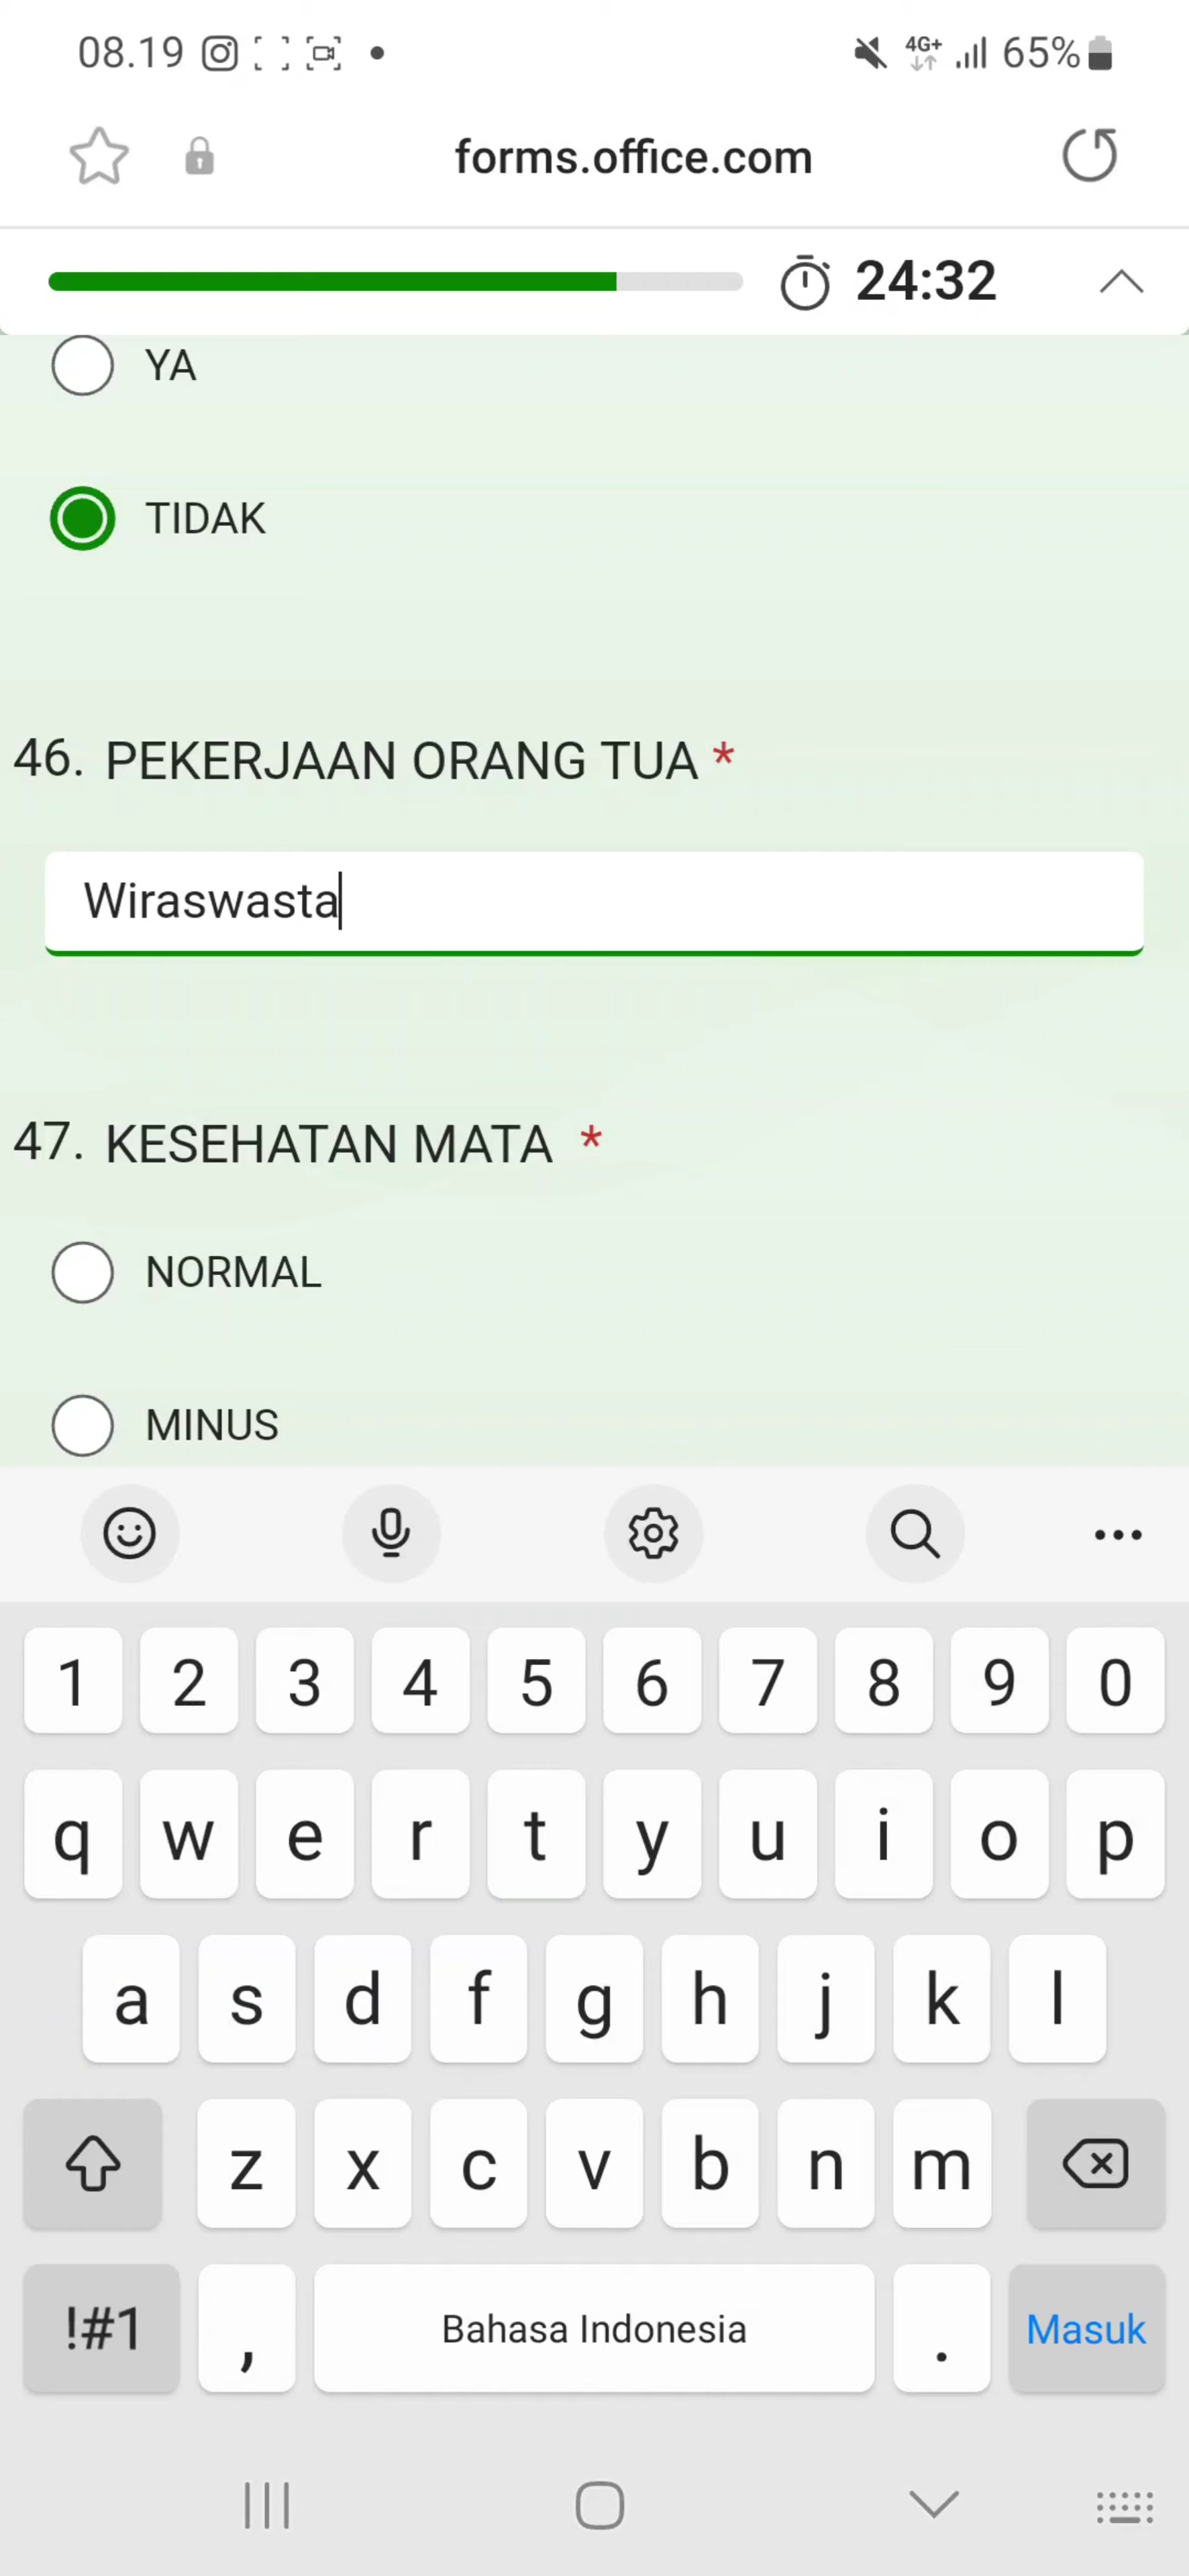 08.19
4G+ 65%
forms.office.com
24:32
YA
TIDAK
46. PEKERJAAN ORANG TUA *
Wiraswasta
47. KESEHATAN MATA *
NORMAL
MINUS
1 2 3 4 5 6 7 8 9 0
q w e r t y u i o p
a s d f g h j k l
z x c v b n m
!#1 , Bahasa Indonesia . Masuk